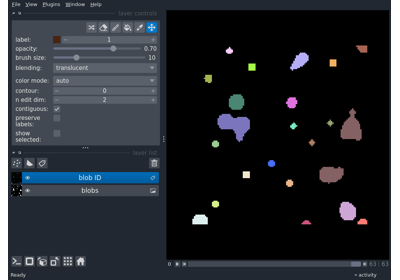 File View Plugins Window Help
layer controls
label: 1
opacity: 0.70
brush size: 10
blending: translucent
color mode: auto
contour: 0
n edit dim: 2
contiguous:
preserve
labels:
show
selected:
layer list
blob ID
blobs
Ready
63 63
activity